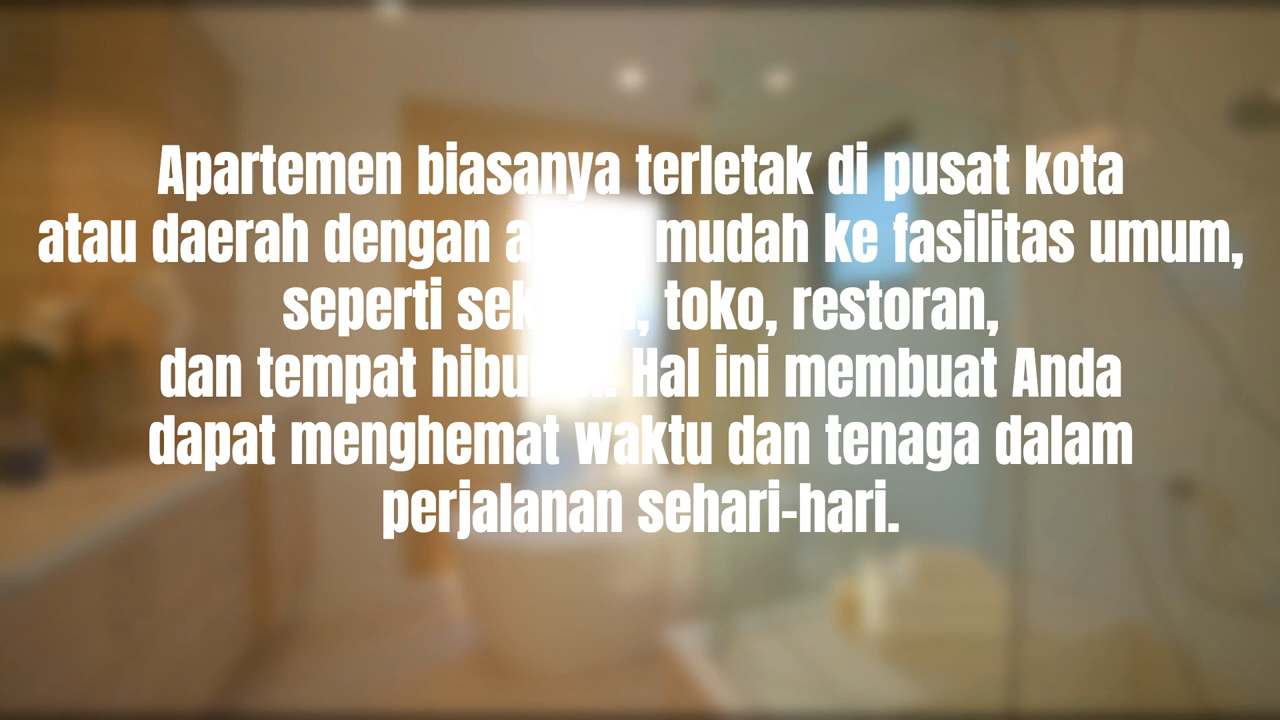 Apartemen biasanya terletak di pusat kota
atau daerah dengan mudah ke fasilitas umum,
seperti toko, restoran,
dan tempat Hal ini membuat Anda
dapat menghemat waktu dan tenaga dalam
perjalanan sehari-hari.